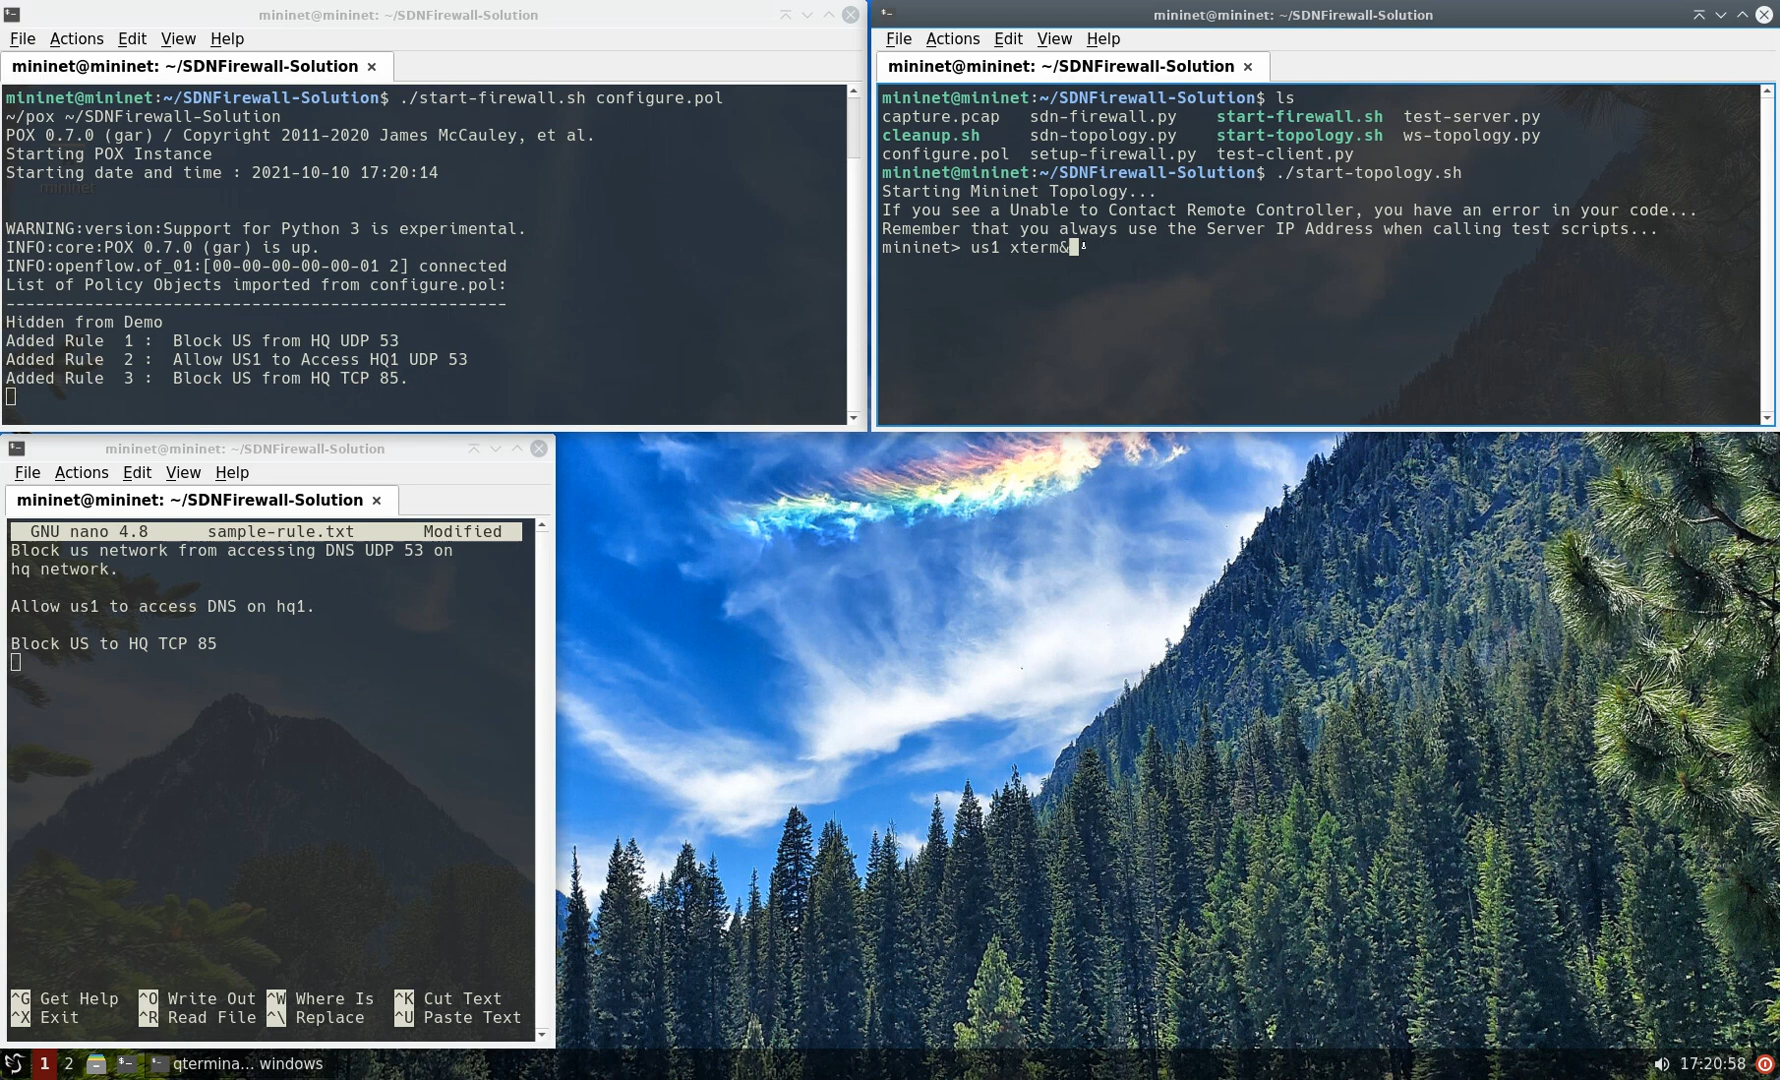 mininet@mininet: ~/SDNFirewall-Solution
File Actions Edit View Help
mininet@mininet: ~/SDNFirewall-Solution ×
mininet@mininet:~/SDNFirewall-Solution$ ./start-firewall.sh configure.pol
~/pox ~/SDNFirewall-Solution
POX 0.7.0 (gar) / Copyright 2011-2020 James McCauley, et al.
Starting POX Instance
Starting date and time : 2021-10-10 17:20:14
mininet
WARNING:version:Support for Python 3 is experimental.
INFO:core:POX 0.7.0 (gar) is up.
INFO:openflow.of_01:[00-00-00-00-00-01 2] connected
List of Policy Objects imported from configure.pol:
---------------------------------------------------
Hidden from Demo
Added Rule  1 :  Block US from HQ UDP 53
Added Rule  2 :  Allow US1 to Access HQ1 UDP 53
Added Rule  3 :  Block US from HQ TCP 85.
mininet@mininet: ~/SDNFirewall-Solution
File Actions Edit View Help
mininet@mininet: ~/SDNFirewall-Solution ×
mininet@mininet:~/SDNFirewall-Solution$ ls
capture.pcap   sdn-firewall.py    start-firewall.sh  test-server.py
cleanup.sh     sdn-topology.py    start-topology.sh  ws-topology.py
configure.pol  setup-firewall.py  test-client.py
mininet@mininet:~/SDNFirewall-Solution$ ./start-topology.sh
Starting Mininet Topology...
If you see a Unable to Contact Remote Controller, you have an error in your code...
Remember that you always use the Server IP Address when calling test scripts...
mininet> us1 xterm&
mininet@mininet: ~/SDNFirewall-Solution
File Actions Edit View Help
mininet@mininet: ~/SDNFirewall-Solution ×
GNU nano 4.8      sample-rule.txt       Modified
Block us network from accessing DNS UDP 53 on
hq network.
Allow us1 to access DNS on hq1.
Block US to HQ TCP 85
^G Get Help  ^O Write Out ^W Where Is  ^K Cut Text
^X Exit      ^R Read File ^\ Replace   ^U Paste Text
1 2 qtermina... windows 17:20:58